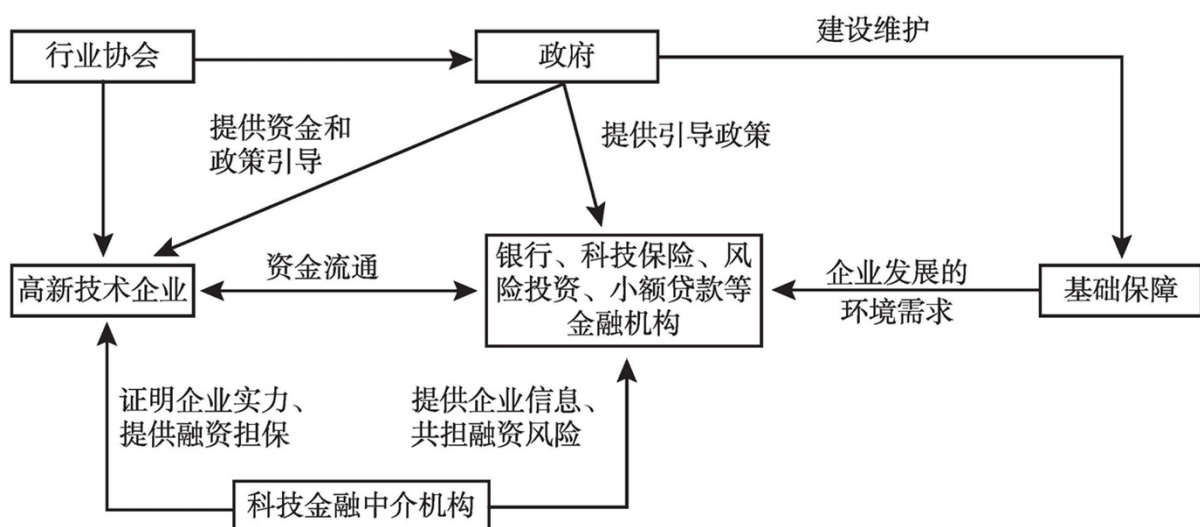 行业协会
政府
建设维护
提供资金和
政策引导
提供引导政策
高新技术企业
资金流通
银行、科技保险、风
险投资、小额贷款等
金融机构
企业发展的
环境需求
基础保障
证明企业实力、
提供融资担保
提供企业信息、
共担融资风险
科技金融中介机构